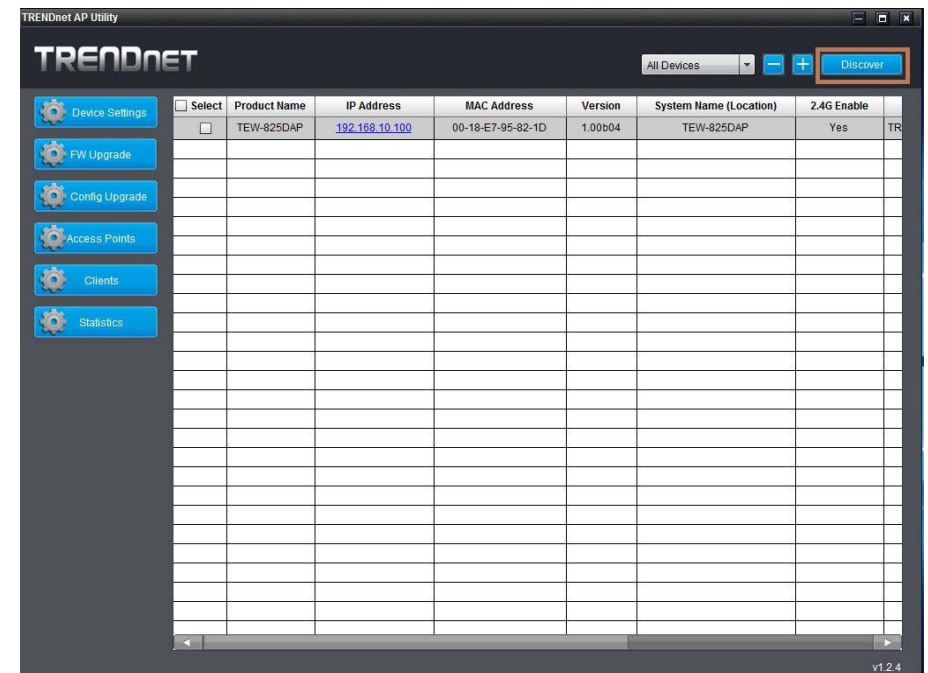 TRENDnet AP Utility
TRENDNET
All Devices
Discover
Device Settings
FW Upgrade
Config Upgrade
Access Points
Clients
Statistics
Select Product Name IP Address MAC Address Version System Name (Location) 2.4G Enable
TEW-825DAP 192.168.10.100 00-18-E7-95-82-1D 1.00b04 TEW-825DAP Yes TR
v1.2.4